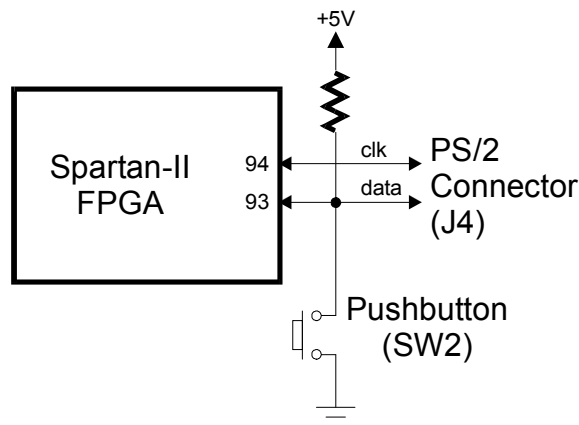 +5V
Spartan-II
FPGA
94
93
clk
data
PS/2
Connector
(J4)
Pushbutton
(SW2)